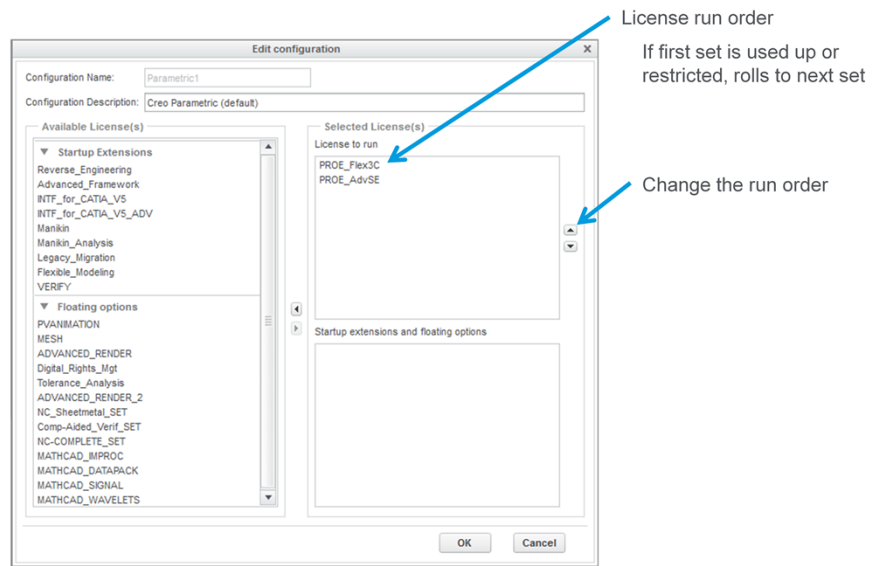 License run order
If first set is used up or
restricted, rolls to next set
Edit configuration
X
Configuration Name: Parametric1
Configuration Description: Creo Parametric (default)
Available License(s)
Startup Extensions
Reverse_Engineering
Advanced_Framework
INTF_for_CATIA_V5
INTF_for_CATIA_V5_ADV
Manikin
Manikin_Analysis
Legacy_Migration
Flexible_Modeling
VERIFY
Floating options
PVANIMATION
MESH
ADVANCED_RENDER
Digital_Rights_Mgt
Tolerance_Analysis
ADVANCED_RENDER_2
NC_Sheetmetal_SET
Comp-Aided_Verif_SET
NC-COMPLETE_SET
MATHCAD_IMPROC
MATHCAD_DATAPACK
MATHCAD_SIGNAL
MATHCAD_WAVELETS
Selected License(s)
License to run
PROE_Flex3C
PROE_AdvSE
Change the run order
Startup extensions and floating options
OK
Cancel